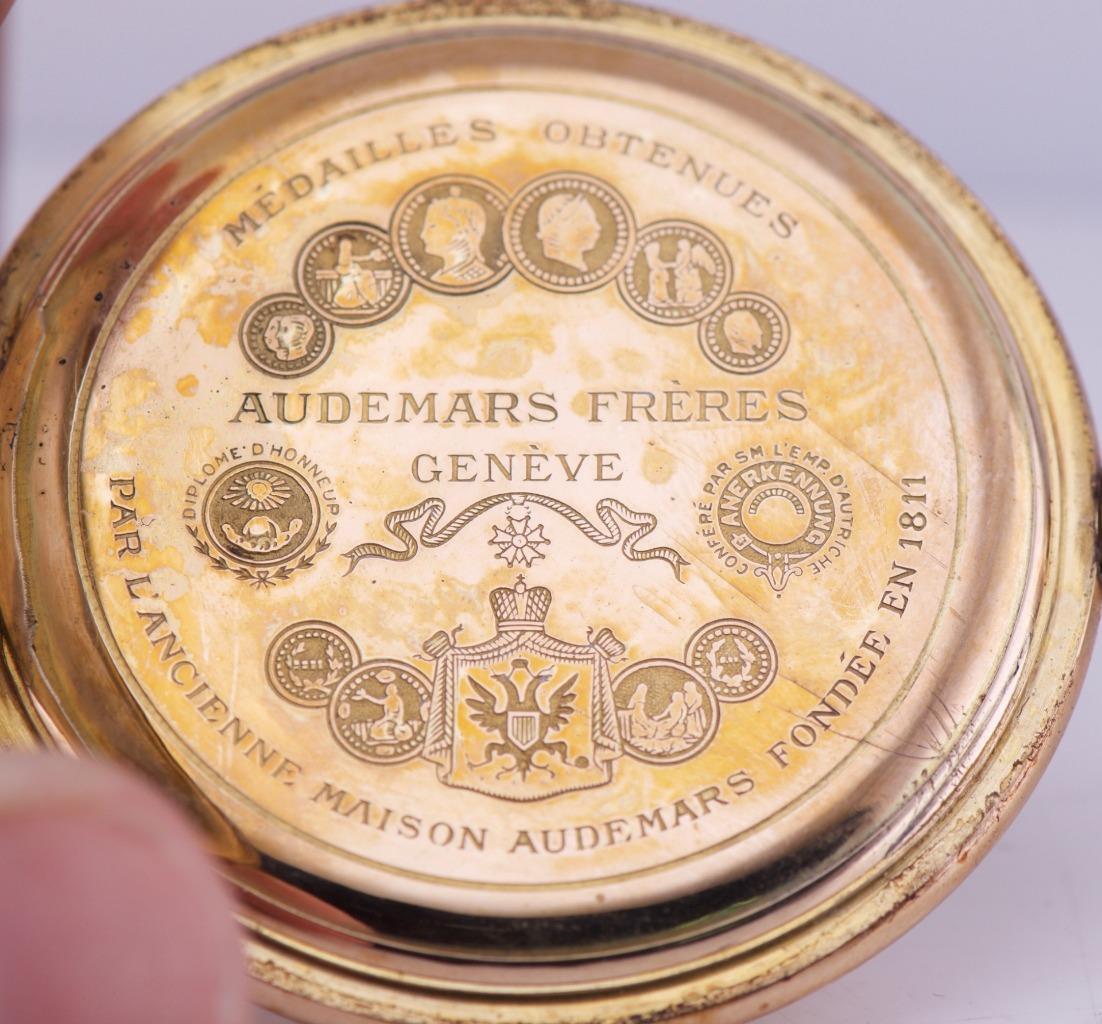 MÉDAILLES OBTENUES
AUDEMARS FRÈRES
GENÈVE
DIPLOME·D'HONNEUR
CONFÉRÉ PAR SM L'EMP D'AUTRICHE
ANERKENNUNG
PAR L'ANCIENNE MAISON AUDEMARS FONDÉE EN 1811